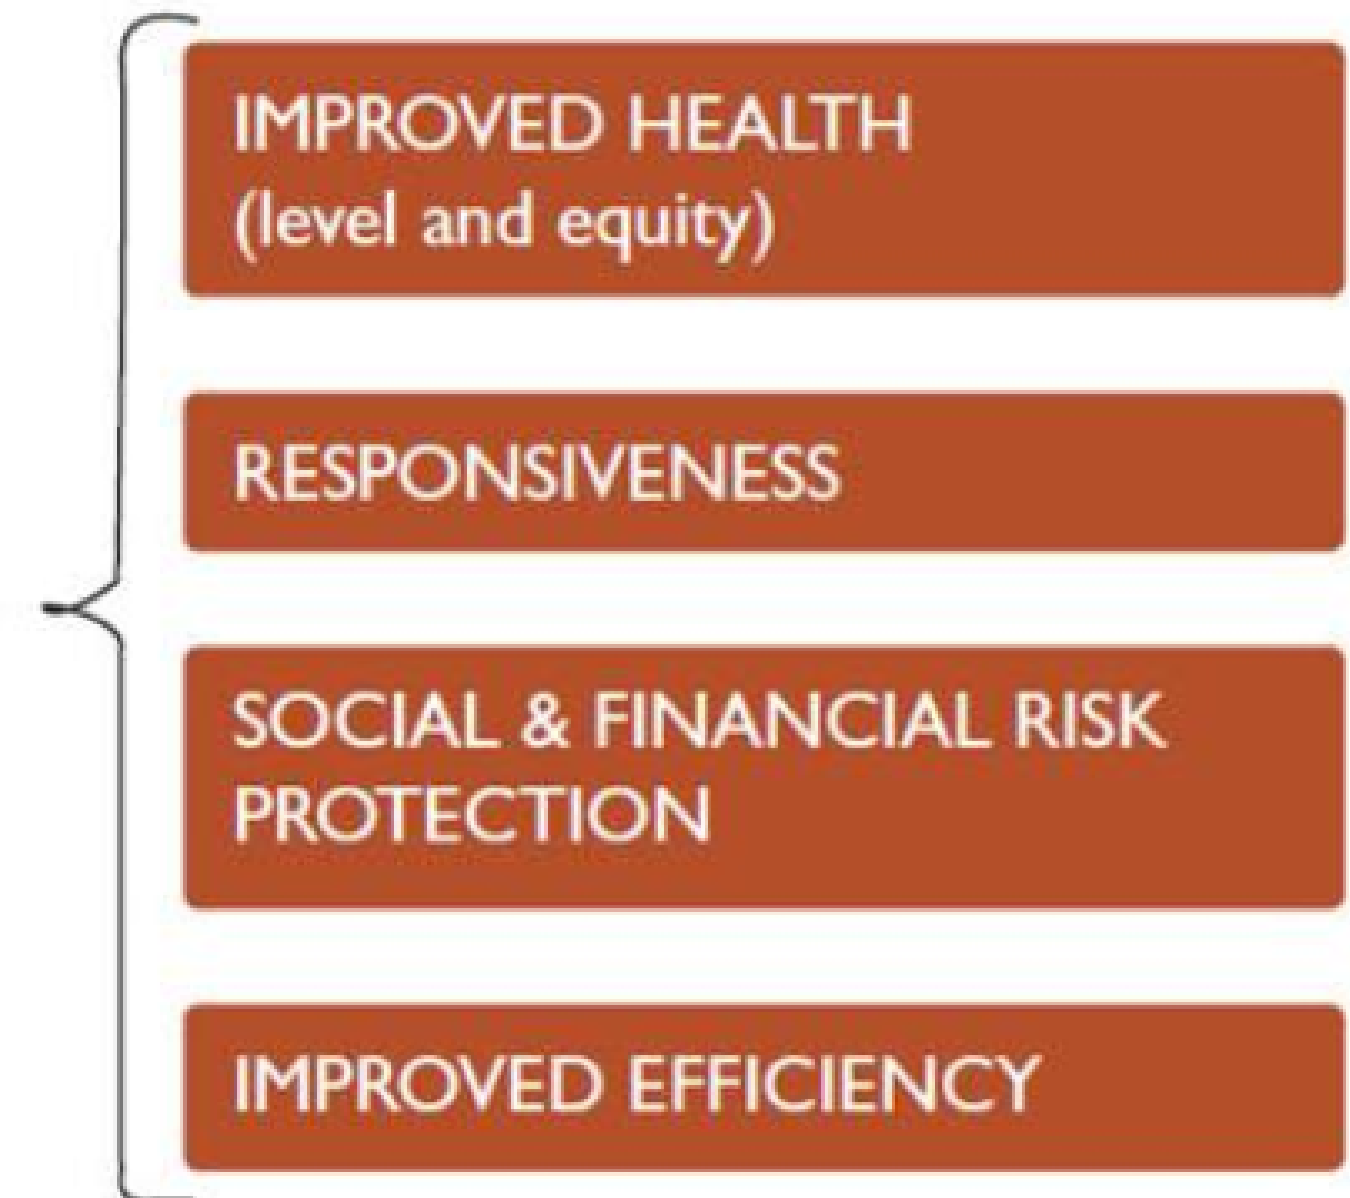 IMPROVED HEALTH
(level and equity)
RESPONSIVENESS
SOCIAL & FINANCIAL RISK
PROTECTION
IMPROVED EFFICIENCY